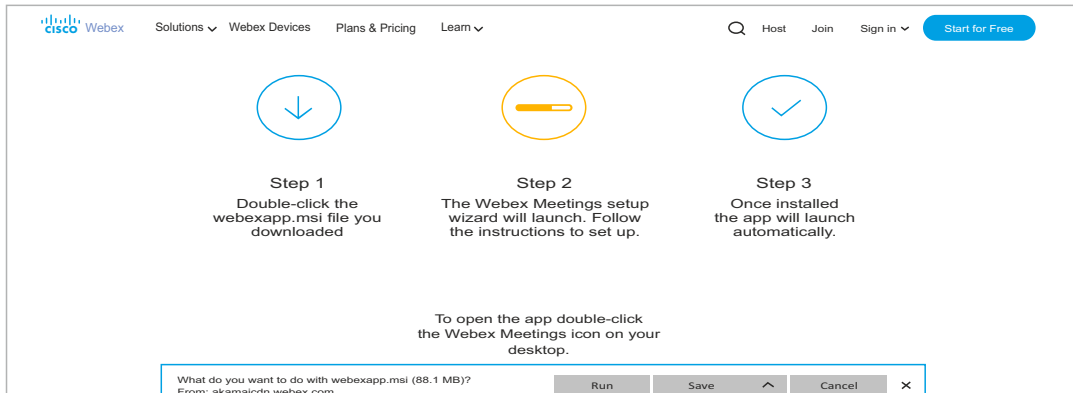 cisco Webex Solutions Webex Devices Plans & Pricing Learn Host Join Sign in Start for Free
Step 1
Double-click the
webexapp.msi file you
downloaded
Step 2
The Webex Meetings setup
wizard will launch. Follow
the instructions to set up.
Step 3
Once installed
the app will launch
automatically.
To open the app double-click
the Webex Meetings icon on your
desktop.
What do you want to do with webexapp.msi (88.1 MB)?
From: akamaicdn.webex.com
Run Save Cancel